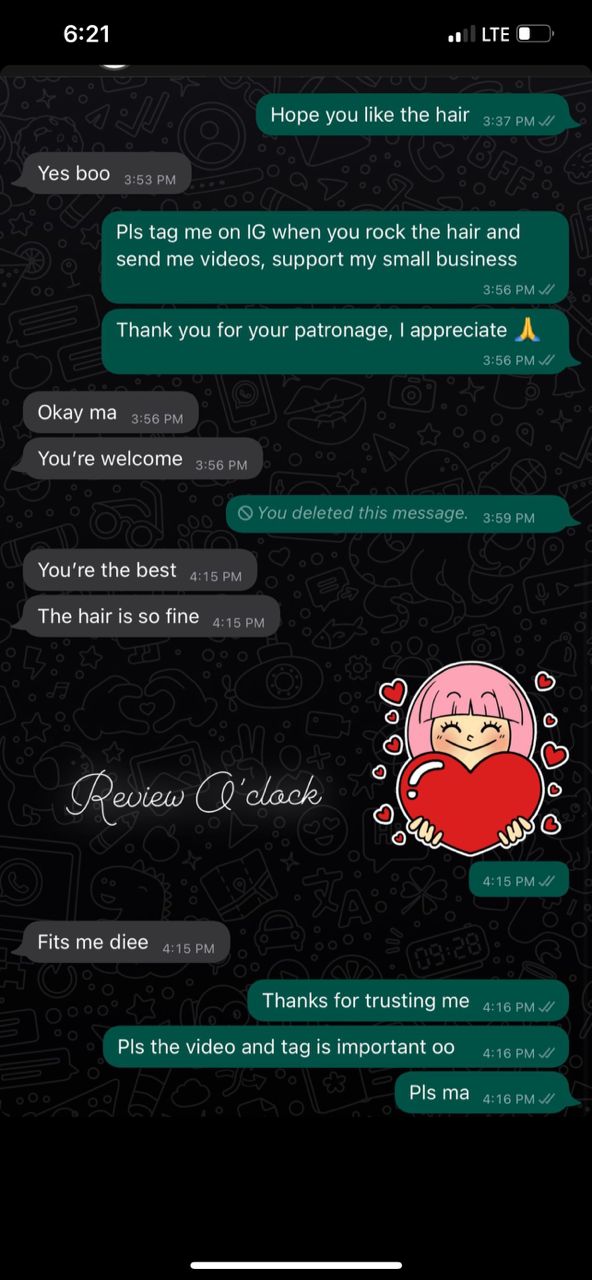 6:21 LTE
Hope you like the hair 3:37 PM
Yes boo 3:53 PM
Pls tag me on IG when you rock the hair and
send me videos, support my small business
3:56 PM
Thank you for your patronage, I appreciate 🙏
3:56 PM
Okay ma 3:56 PM
You're welcome 3:56 PM
You deleted this message. 3:59 PM
You're the best 4:15 PM
The hair is so fine 4:15 PM
Review O'clock
4:15 PM
Fits me diee 4:15 PM
Thanks for trusting me 4:16 PM
Pls the video and tag is important oo 4:16 PM
Pls ma 4:16 PM